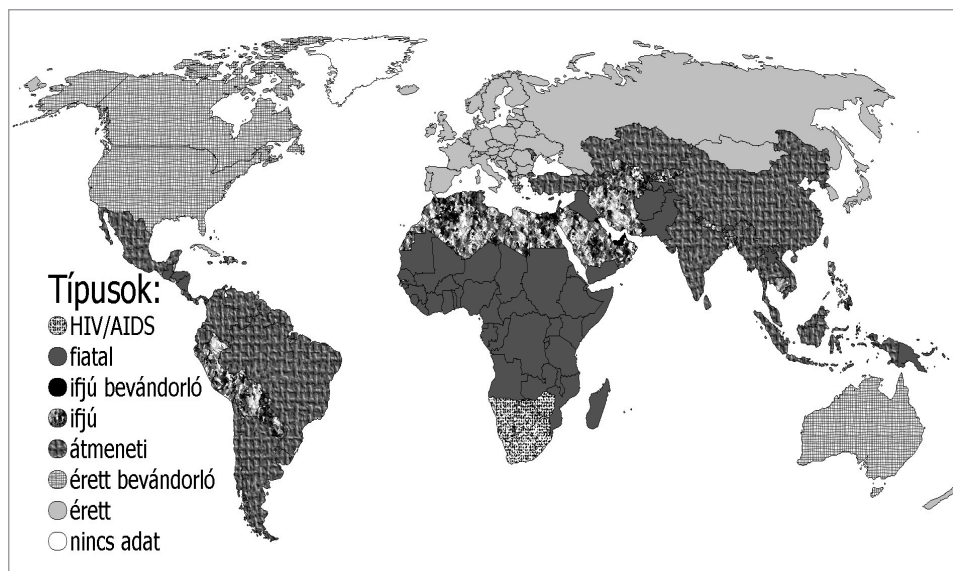 Típusok:
HIV/AIDS
fiatal
ifjú bevándorló
ifjú
átmeneti
érett bevándorló
érett
nincs adat